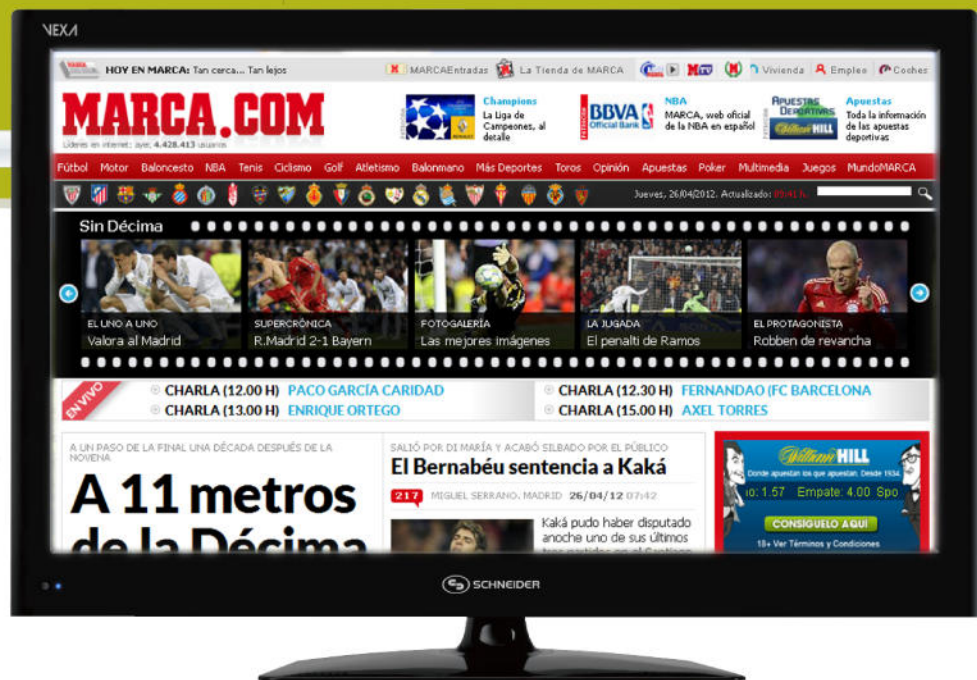 VEXA
HOY EN MARCA: Tan cerca... Tan lejos
MARCAEntradas
La Tienda de MARCA
Vivienda
Empleo
Coches
MARCA.COM
Líderes en internet: ayer, 4.428.413 usuarios
Champions
La Liga de
Campeones, al
detalle
BBVA
Official Bank
NBA
MARCA, web oficial
de la NBA en español
APUESTAS
DEPORTIVAS
William HILL
Apuestas
Toda la información
de las apuestas
deportivas
Fútbol Motor Baloncesto NBA Tenis Ciclismo Golf Atletismo Balonmano Más Deportes Toros Opinión Apuestas Poker Multimedia Juegos MundoMARCA
Jueves, 26/04/2012. Actualizado: 09:41 h.
Sin Décima
EL UNO A UNO
Valora al Madrid
SUPERCRÓNICA
R.Madrid 2-1 Bayern
FOTOGALERÍA
Las mejores imágenes
LA JUGADA
El penalti de Ramos
EL PROTAGONISTA
Robben de revancha
EN VIVO
CHARLA (12.00 H) PACO GARCÍA CARIDAD
CHARLA (12.30 H) FERNANDAO (FC BARCELONA
CHARLA (13.00 H) ENRIQUE ORTEGO
CHARLA (15.00 H) AXEL TORRES
A UN PASO DE LA FINAL UNA DÉCADA DESPUÉS DE LA
NOVENA
A 11 metros
de la Décima
SALIÓ POR DI MARÍA Y ACABÓ SILBADO POR EL PÚBLICO
El Bernabéu sentencia a Kaká
217 MIGUEL SERRANO. MADRID 26/04/12 07:42
Kaká pudo haber disputado
anoche uno de sus últimos
William HILL
Donde apuestan los que apuestan. Desde 1934.
o: 1.57 Empate: 4.00 Spo
CONSÍGUELO AQUÍ
18+ Ver Términos y Condiciones
SCHNEIDER